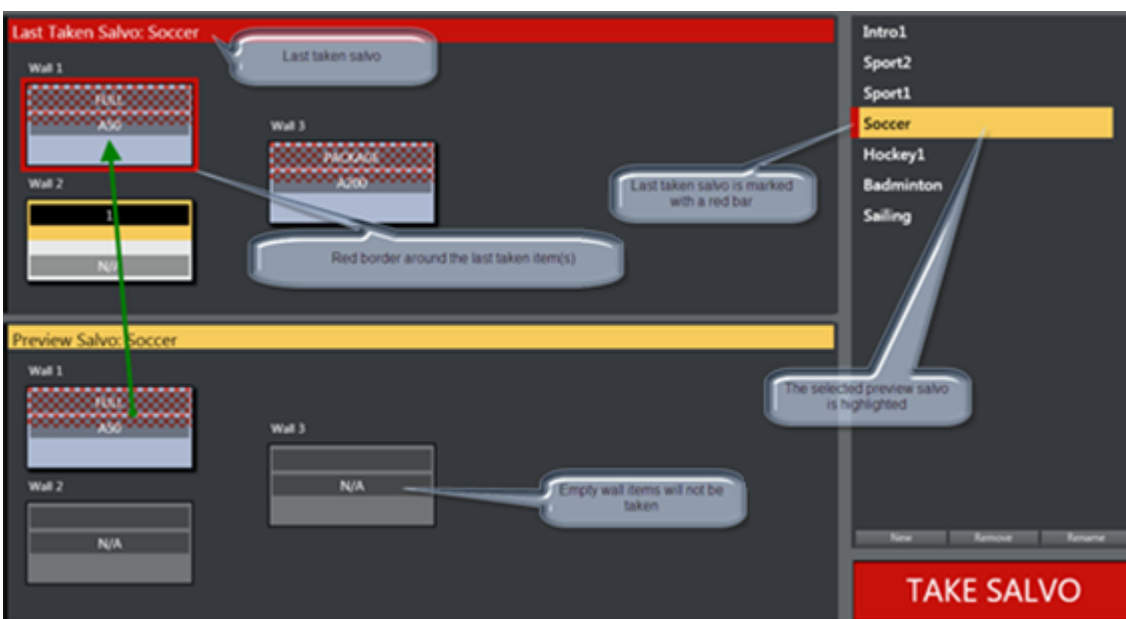 Last Taken Salvo: Soccer
Last taken salvo
Wall 1
FULL
A50
Wall 3
PACKAGE
A200
Wall 2
1
N/A
Red border around the last taken item(s)
Last taken salvo is marked
with a red bar
Preview Salvo: Soccer
Wall 1
FULL
A50
Wall 3
N/A
Wall 2
N/A
Empty wall items will not be
taken
The selected preview salvo
is highlighted
Intro1
Sport2
Sport1
Soccer
Hockey1
Badminton
Sailing
New
Remove
Rename
TAKE SALVO